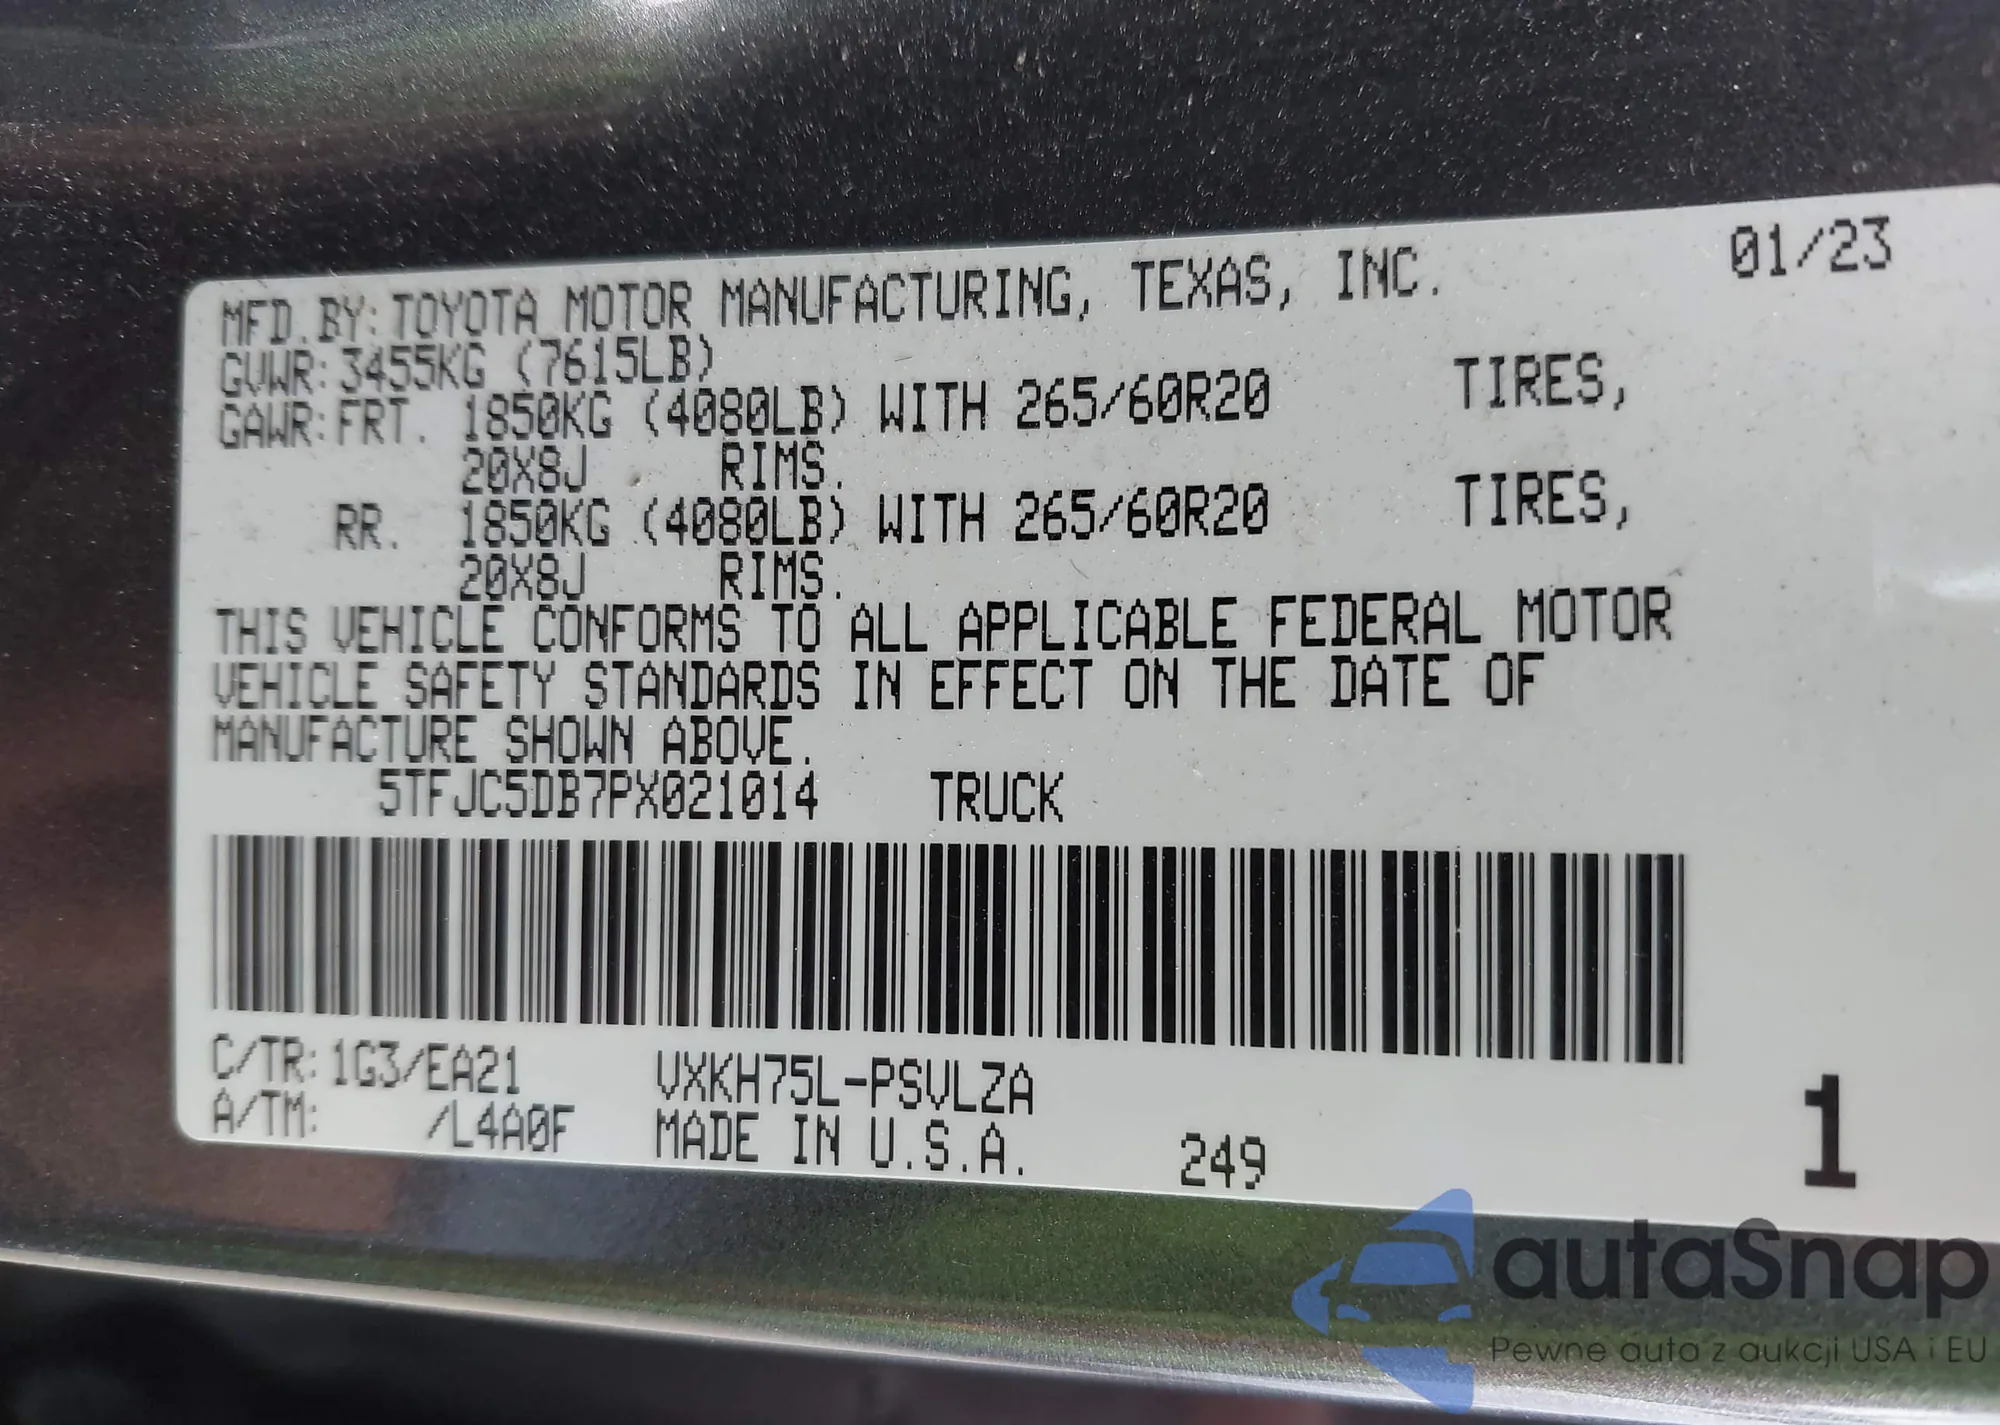 MFD.BY: TOYOTA MOTOR MANUFACTURING, TEXAS, INC. 01/23
GVWR: 3455KG (7615LB)
GAWR: FRT. 1850KG (4080LB) WITH 265/60R20 TIRES,
20X8J RIMS.
RR. 1850KG (4080LB) WITH 265/60R20 TIRES,
20X8J RIMS.
THIS VEHICLE CONFORMS TO ALL APPLICABLE FEDERAL MOTOR
VEHICLE SAFETY STANDARDS IN EFFECT ON THE DATE OF
MANUFACTURE SHOWN ABOVE.
5TFJC5DB7PX021014 TRUCK
C/TR: 1G3/EA21 VXKH75L-PSVLZA
A/TM: /L4A0F MADE IN U.S.A. 249 1
autaSnap
Pewne auta z aukcji USA i EU